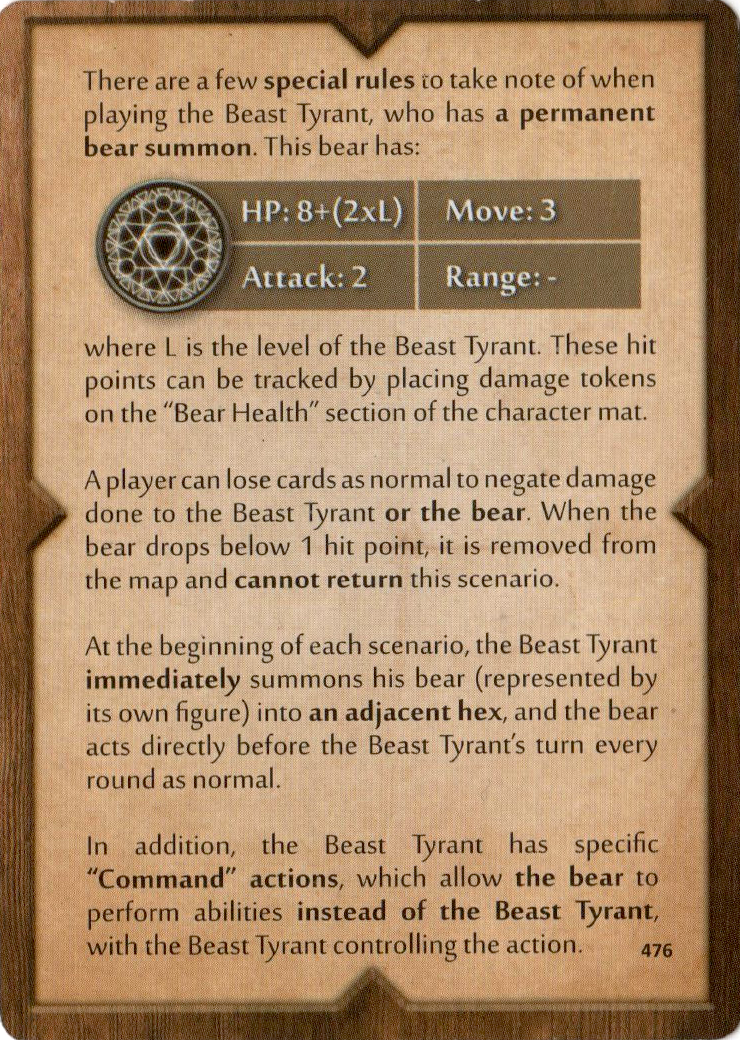 There are a few special rules to take note of when
playing the Beast Tyrant, who has a permanent
bear summon. This bear has:
HP: 8+(2xL) Move: 3
Attack: 2 Range: -
where L is the level of the Beast Tyrant. These hit
points can be tracked by placing damage tokens
on the “Bear Health” section of the character mat.
A player can lose cards as normal to negate damage
done to the Beast Tyrant or the bear. When the
bear drops below 1 hit point, it is removed from
the map and cannot return this scenario.
At the beginning of each scenario, the Beast Tyrant
immediately summons his bear (represented by
its own figure) into an adjacent hex, and the bear
acts directly before the Beast Tyrant’s turn every
round as normal.
In addition, the Beast Tyrant has specific
“Command” actions, which allow the bear to
perform abilities instead of the Beast Tyrant,
with the Beast Tyrant controlling the action.
476